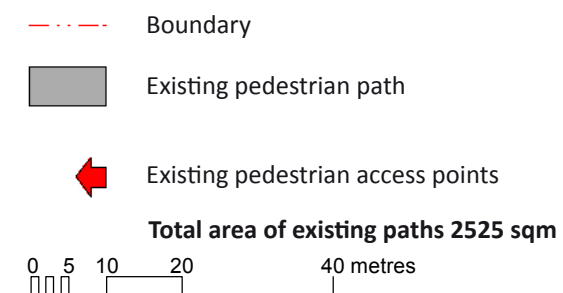 Boundary
Existing pedestrian path
Existing pedestrian access points
Total area of existing paths 2525 sqm
0 5 10 20 40 metres